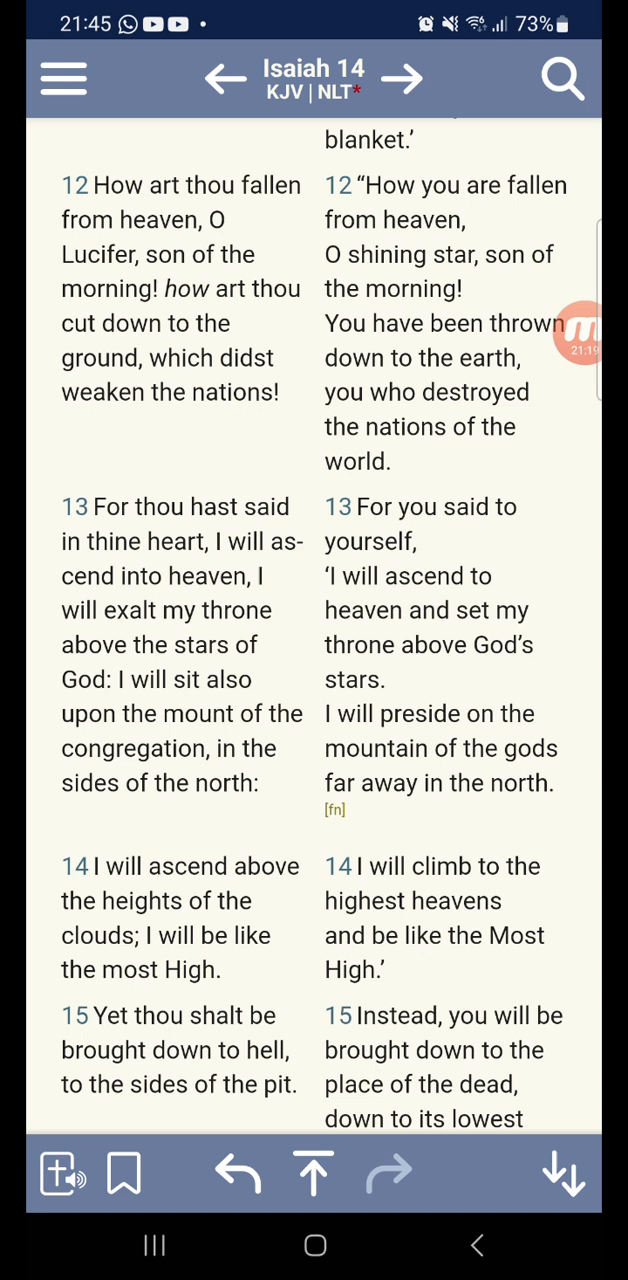 21:45 73%
Isaiah 14
KJV | NLT*
blanket.’
12 How art thou fallen
from heaven, O
Lucifer, son of the
morning! how art thou
cut down to the
ground, which didst
weaken the nations!
12 “How you are fallen
from heaven,
O shining star, son of
the morning!
You have been thrown
down to the earth,
you who destroyed
the nations of the
world.
21:19
13 For thou hast said
in thine heart, I will as-
cend into heaven, I
will exalt my throne
above the stars of
God: I will sit also
upon the mount of the
congregation, in the
sides of the north:
13 For you said to
yourself,
‘I will ascend to
heaven and set my
throne above God’s
stars.
I will preside on the
mountain of the gods
far away in the north.
[fn]
14 I will ascend above
the heights of the
clouds; I will be like
the most High.
14 I will climb to the
highest heavens
and be like the Most
High.’
15 Yet thou shalt be
brought down to hell,
to the sides of the pit.
15 Instead, you will be
brought down to the
place of the dead,
down to its lowest